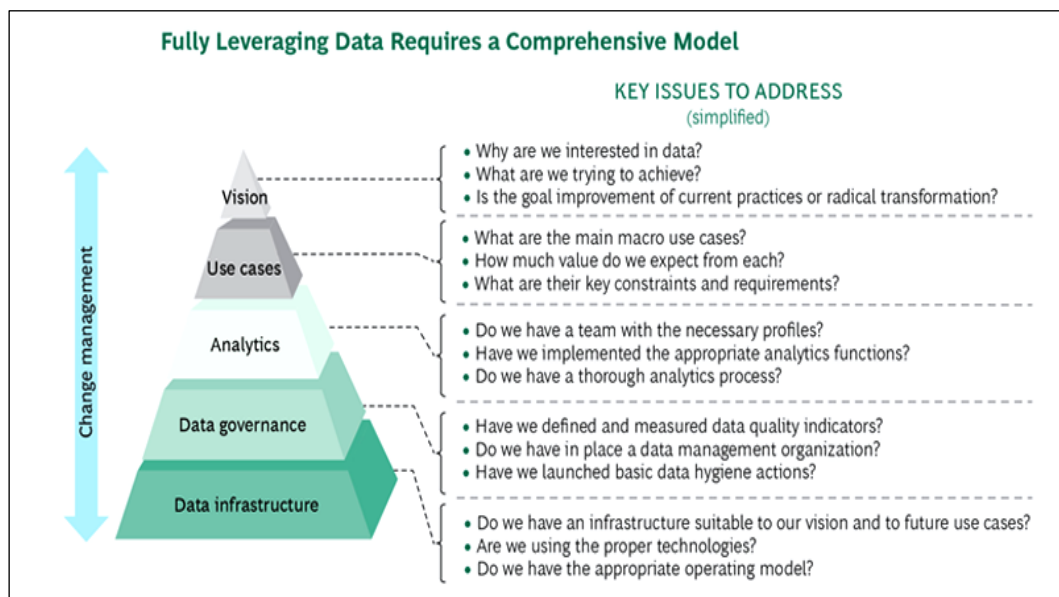 Fully Leveraging Data Requires a Comprehensive Model
KEY ISSUES TO ADDRESS
(simplified)
Change management
Vision
• Why are we interested in data?
• What are we trying to achieve?
• Is the goal improvement of current practices or radical transformation?
Use cases
• What are the main macro use cases?
• How much value do we expect from each?
• What are their key constraints and requirements?
Analytics
• Do we have a team with the necessary profiles?
• Have we implemented the appropriate analytics functions?
• Do we have a thorough analytics process?
Data governance
• Have we defined and measured data quality indicators?
• Do we have in place a data management organization?
• Have we launched basic data hygiene actions?
Data infrastructure
• Do we have an infrastructure suitable to our vision and to future use cases?
• Are we using the proper technologies?
• Do we have the appropriate operating model?